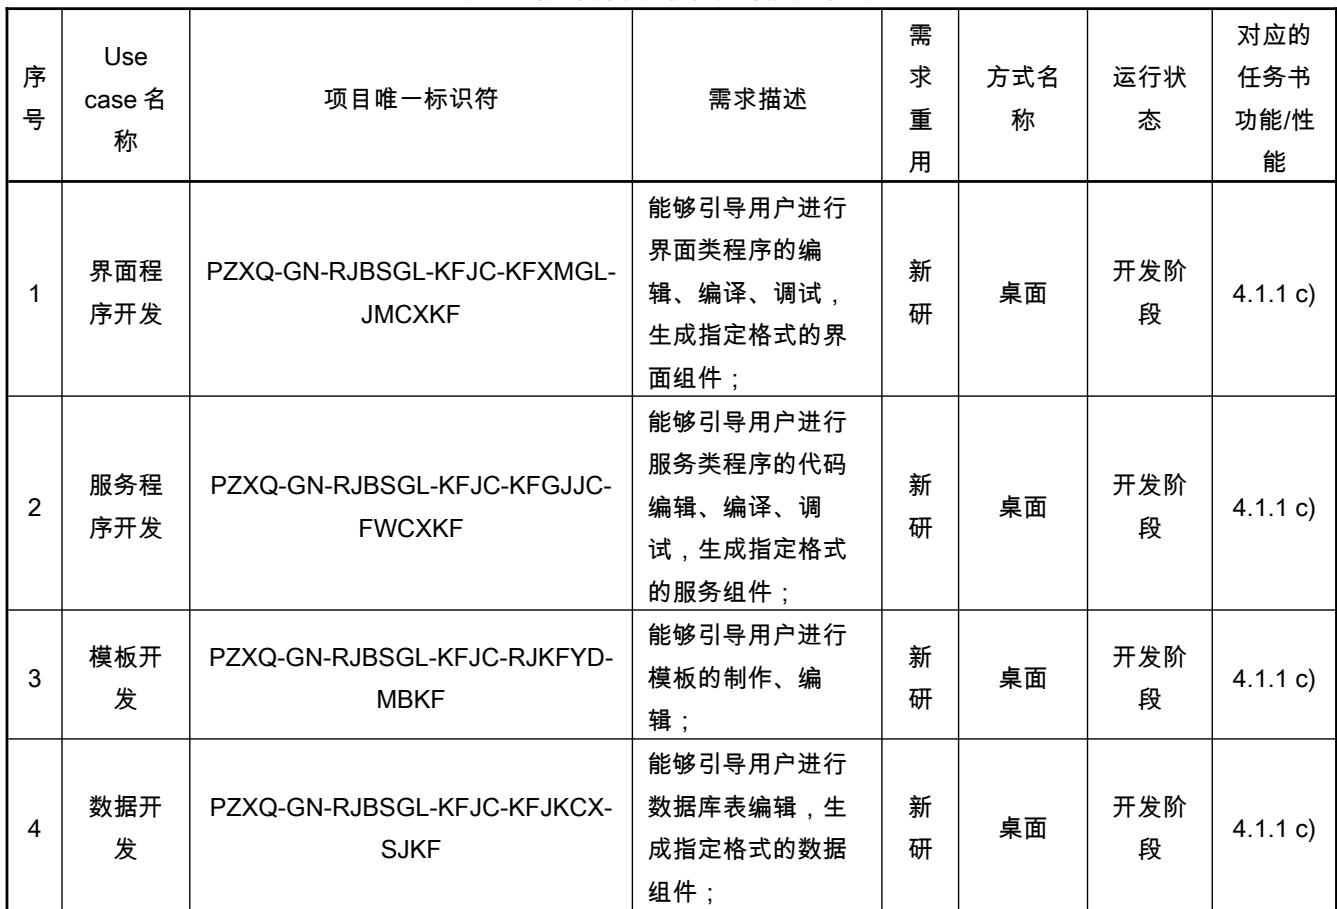 序号
Use case 名称
项目唯一标识符
需求描述
需求重用
方式名称
运行状态
对应的任务书功能/性能
1
界面程序开发
PZXQ-GN-RJBSGL-KFJC-KFXMGL-
JMCXKF
能够引导用户进行
界面类程序的编
辑、编译、调试，
生成指定格式的界
面组件；
新研
桌面
开发阶段
4.1.1 c)
2
服务程序开发
PZXQ-GN-RJBSGL-KFJC-KFGJJC-
FWCXKF
能够引导用户进行
服务类程序的代码
编辑、编译、调
试，生成指定格式
的服务组件；
新研
桌面
开发阶段
4.1.1 c)
3
模板开发
PZXQ-GN-RJBSGL-KFJC-RJKFYD-
MBKF
能够引导用户进行
模板的制作、编
辑；
新研
桌面
开发阶段
4.1.1 c)
4
数据开发
PZXQ-GN-RJBSGL-KFJC-KFJKCX-
SJKF
能够引导用户进行
数据库表编辑，生
成指定格式的数据
组件；
新研
桌面
开发阶段
4.1.1 c)